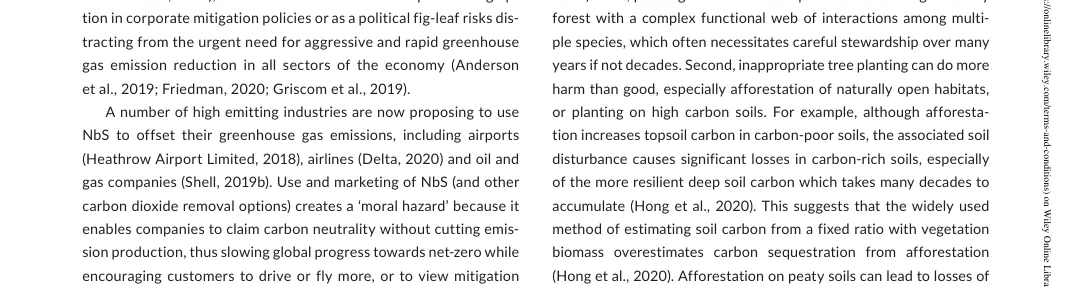 tion in corporate mitigation policies or as a political fig-leaf risks dis-
tracting from the urgent need for aggressive and rapid greenhouse
gas emission reduction in all sectors of the economy (Anderson
et al., 2019; Friedman, 2020; Griscom et al., 2019).
A number of high emitting industries are now proposing to use
NbS to offset their greenhouse gas emissions, including airports
(Heathrow Airport Limited, 2018), airlines (Delta, 2020) and oil and
gas companies (Shell, 2019b). Use and marketing of NbS (and other
carbon dioxide removal options) creates a ‘moral hazard’ because it
enables companies to claim carbon neutrality without cutting emis-
sion production, thus slowing global progress towards net-zero while
encouraging customers to drive or fly more, or to view mitigation
forest with a complex functional web of interactions among multi-
ple species, which often necessitates careful stewardship over many
years if not decades. Second, inappropriate tree planting can do more
harm than good, especially afforestation of naturally open habitats,
or planting on high carbon soils. For example, although afforesta-
tion increases topsoil carbon in carbon-poor soils, the associated soil
disturbance causes significant losses in carbon-rich soils, especially
of the more resilient deep soil carbon which takes many decades to
accumulate (Hong et al., 2020). This suggests that the widely used
method of estimating soil carbon from a fixed ratio with vegetation
biomass overestimates carbon sequestration from afforestation
(Hong et al., 2020). Afforestation on peaty soils can lead to losses of
://onlinelibrary.wiley.com/terms-and-conditions) on Wiley Online Libra